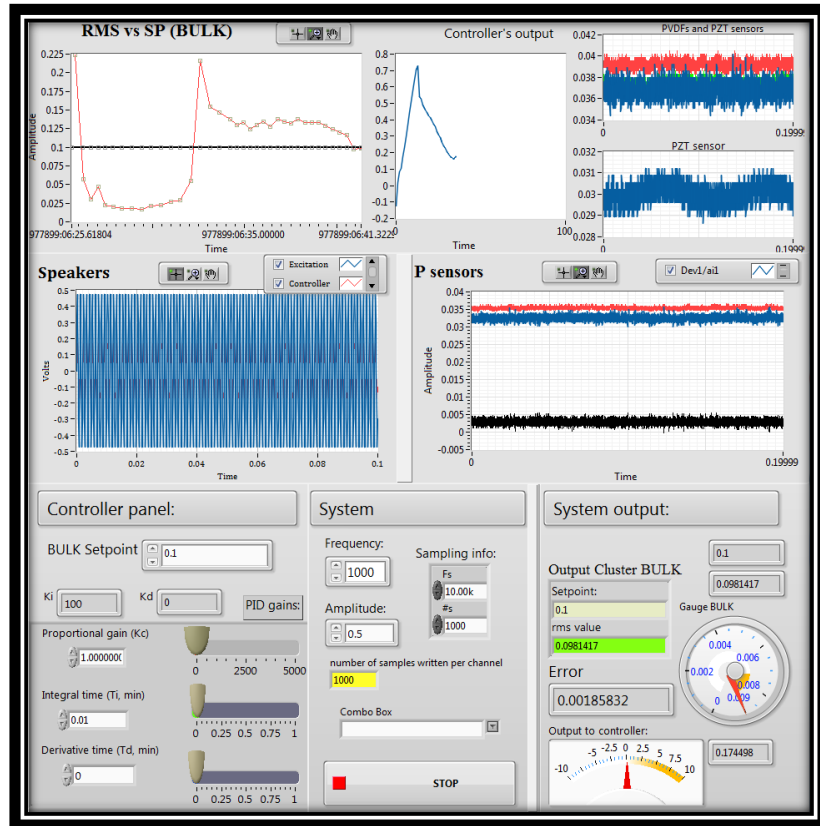 RMS vs SP (BULK)
Amplitude
0.225
0.2
0.175
0.15
0.125
0.1
0.075
0.05
0.025
0
977899:06:25.61804
977899:06:35.00000
977899:06:41.322
Time
Controller's output
0.8
0.7
0.6
0.5
0.4
0.3
0.2
0.1
0
-0.1
-0.2
0
100
Time
PVDFs and PZT sensors
0.042
0.04
0.038
0.036
0.034
0
0.19999
PZT sensor
0.032
0.031
0.03
0.029
0.028
0
0.19999
Speakers
Excitation
Controller
Volts
0.5
0.4
0.3
0.2
0.1
0
-0.1
-0.2
-0.3
-0.4
-0.5
0
0.02
0.04
0.06
0.08
0.1
Time
P sensors
Dev1/ai1
Amplitude
0.04
0.035
0.03
0.025
0.02
0.015
0.01
0.005
0
-0.005
0
0.19999
Time
Controller panel:
BULK Setpoint
0.1
Ki
100
Kd
0
PID gains:
Proportional gain (Kc)
1.0000000
0 2500 5000
Integral time (Ti, min)
0.01
0 0.25 0.5 0.75 1
Derivative time (Td, min)
0
0 0.25 0.5 0.75 1
System
Frequency:
1000
Amplitude:
0.5
Sampling info:
Fs
10.00k
#s
1000
number of samples written per channel
1000
Combo Box
STOP
System output:
Output Cluster BULK
Setpoint:
0.1
rms value
0.0981417
Error
0.00185832
Output to controller:
-10 -5 -2.5 0 2.5 5 7.5 10
0.1
0.0981417
Gauge BULK
0 0.002 0.004 0.006 0.008 0.009
0.174498